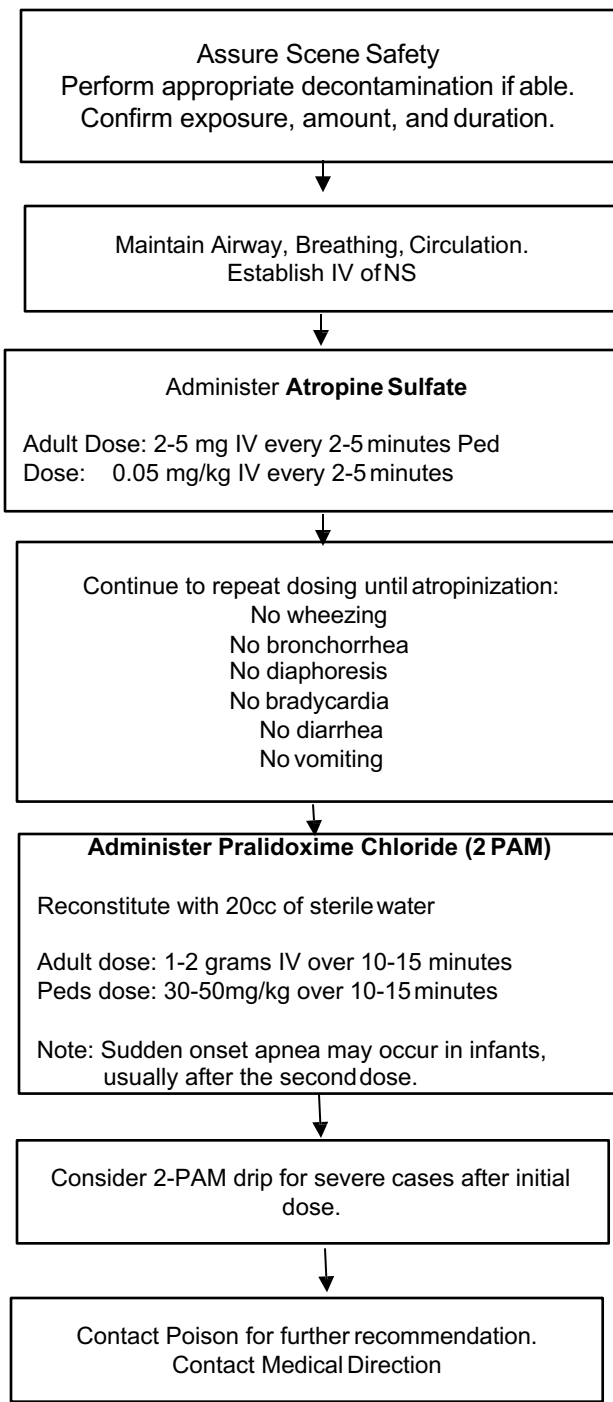 Assure Scene Safety
Perform appropriate decontamination if able.
Confirm exposure, amount, and duration.
Maintain Airway, Breathing, Circulation.
Establish IV of NS
Administer Atropine Sulfate
Adult Dose: 2-5 mg IV every 2-5 minutes Ped
Dose: 0.05 mg/kg IV every 2-5 minutes
Continue to repeat dosing until atropinization:
No wheezing
No bronchorrhea
No diaphoresis
No bradycardia
No diarrhea
No vomiting
Administer Pralidoxime Chloride (2 PAM)
Reconstitute with 20cc of sterile water
Adult dose: 1-2 grams IV over 10-15 minutes
Peds dose: 30-50mg/kg over 10-15 minutes
Note: Sudden onset apnea may occur in infants,
usually after the second dose.
Consider 2-PAM drip for severe cases after initial
dose.
Contact Poison for further recommendation.
Contact Medical Direction